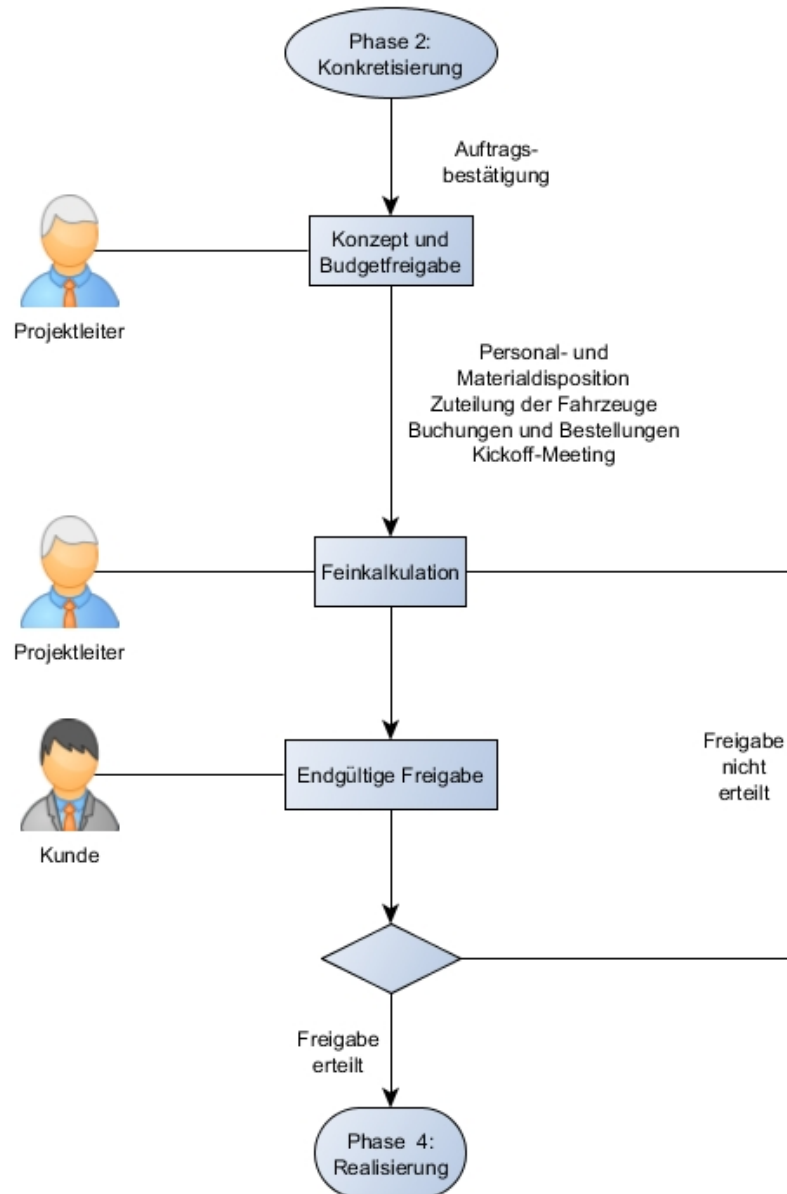 Phase 2:
Konkretisierung
Auftrags-
bestätigung
Konzept und
Budgetfreigabe
Projektleiter
Personal- und
Materialdisposition
Zuteilung der Fahrzeuge
Buchungen und Bestellungen
Kickoff-Meeting
Feinkalkulation
Projektleiter
Endgültige Freigabe
Freigabe
nicht
erteilt
Kunde
Freigabe
erteilt
Phase 4:
Realisierung